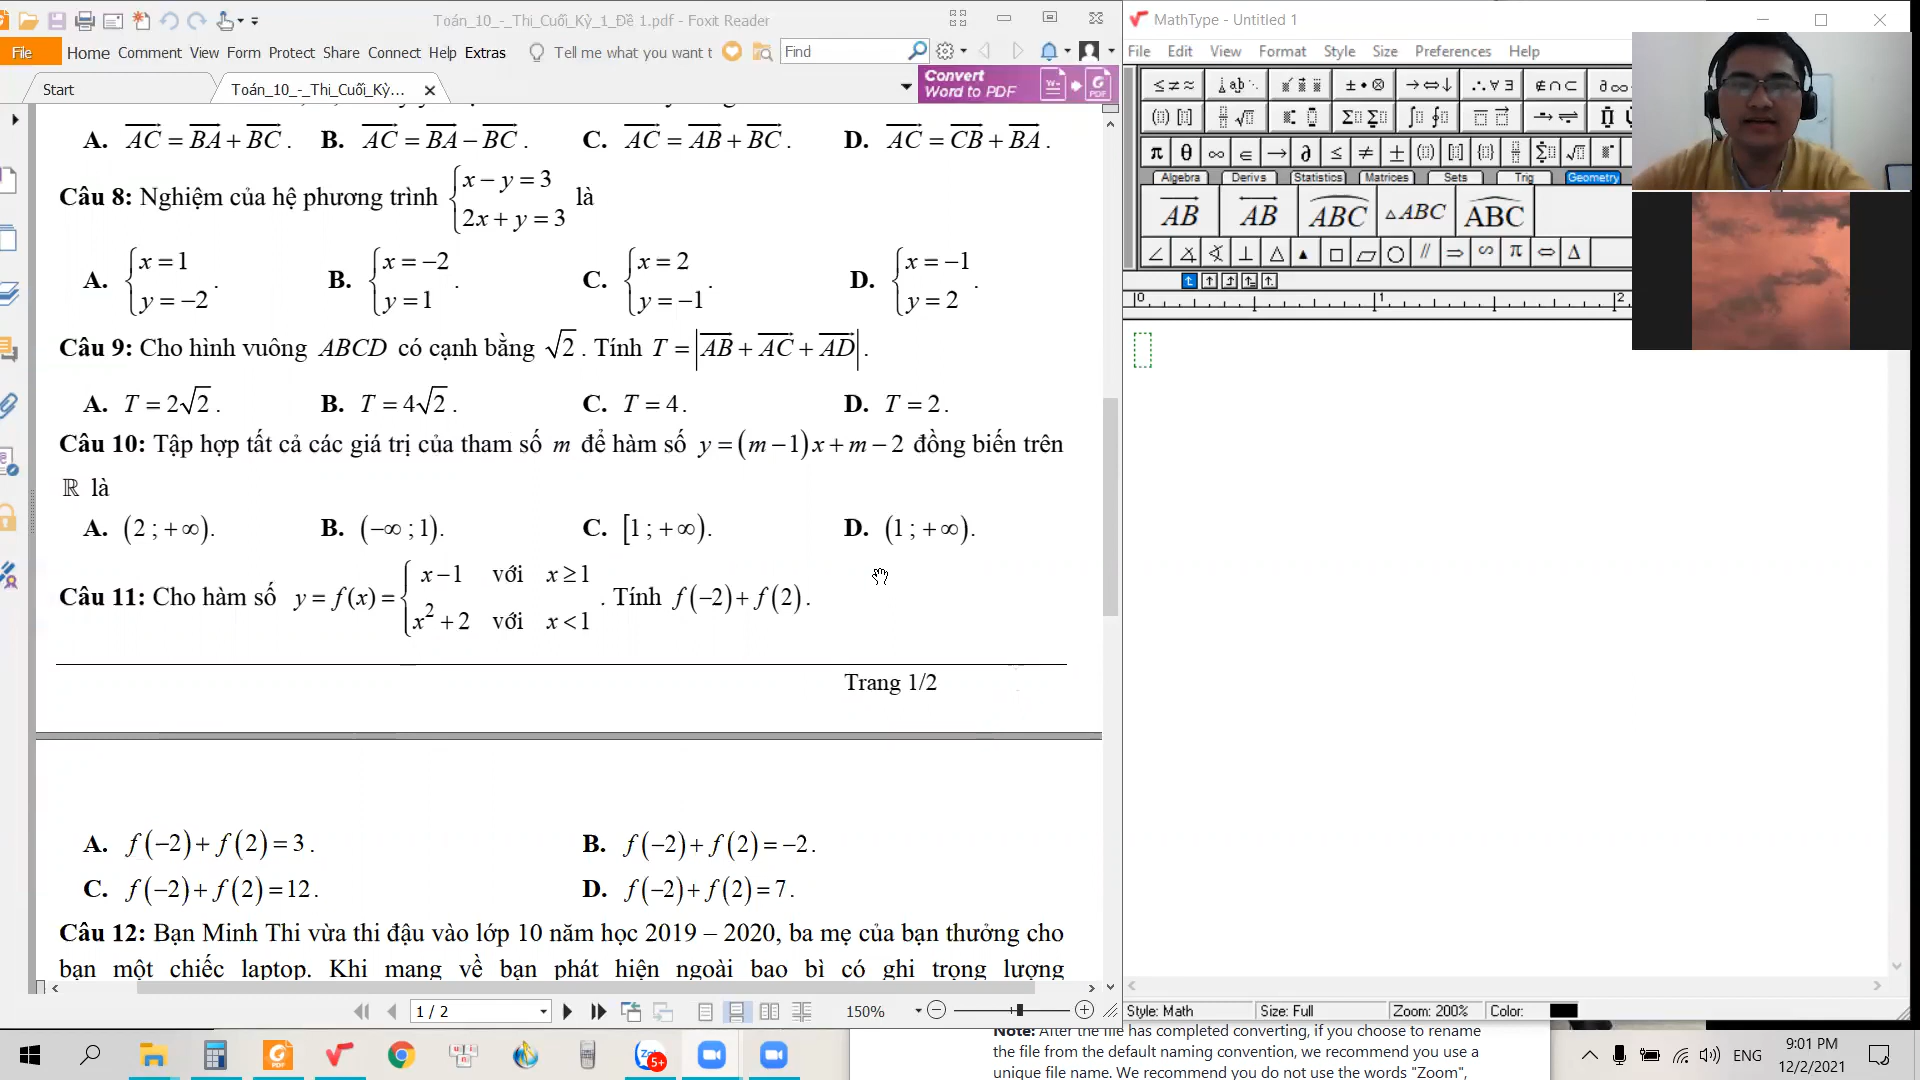 Toán_10_-_Thi_Cuối_Kỳ_1_Đề 1.pdf - Foxit Reader
File Home Comment View Form Protect Share Connect Help Extras Tell me what you want t Find
Start Toán_10_-_Thi_Cuối_Kỳ...
Convert
Word to PDF
A. AC = BA + BC. B. AC = BA − BC. C. AC = AB + BC. D. AC = CB + BA.
Câu 8: Nghiệm của hệ phương trình { x − y = 3
2x + y = 3 là
A. { x = 1
y = −2 . B. { x = −2
y = 1 . C. { x = 2
y = −1 . D. { x = −1
y = 2 .
Câu 9: Cho hình vuông ABCD có cạnh bằng √2. Tính T = |AB + AC + AD|.
A. T = 2√2. B. T = 4√2. C. T = 4. D. T = 2.
Câu 10: Tập hợp tất cả các giá trị của tham số m để hàm số y = (m − 1)x + m − 2 đồng biến trên
ℝ là
A. (2 ; +∞). B. (−∞ ; 1). C. [1 ; +∞). D. (1 ; +∞).
Câu 11: Cho hàm số y = f(x) = { x − 1 với x ≥ 1
x² + 2 với x < 1 . Tính f(−2) + f(2).
Trang 1/2
A. f(−2) + f(2) = 3. B. f(−2) + f(2) = −2.
C. f(−2) + f(2) = 12. D. f(−2) + f(2) = 7.
Câu 12: Bạn Minh Thi vừa thi đậu vào lớp 10 năm học 2019 – 2020, ba mẹ của bạn thưởng cho
bạn một chiếc laptop. Khi mang về bạn phát hiện ngoài bao bì có ghi trọng lượng
1 / 2 150%
MathType - Untitled 1
File Edit View Format Style Size Preferences Help
Algebra Derivs Statistics Matrices Sets Trig Geometry
AB AB ABC △ABC ABC
0 1 2
Style: Math Size: Full Zoom: 200% Color:
Note: After the file has completed converting, if you choose to rename
the file from the default naming convention, we recommend you use a
unique file name. We recommend you do not use the words "Zoom",
5+
ENG
9:01 PM
12/2/2021